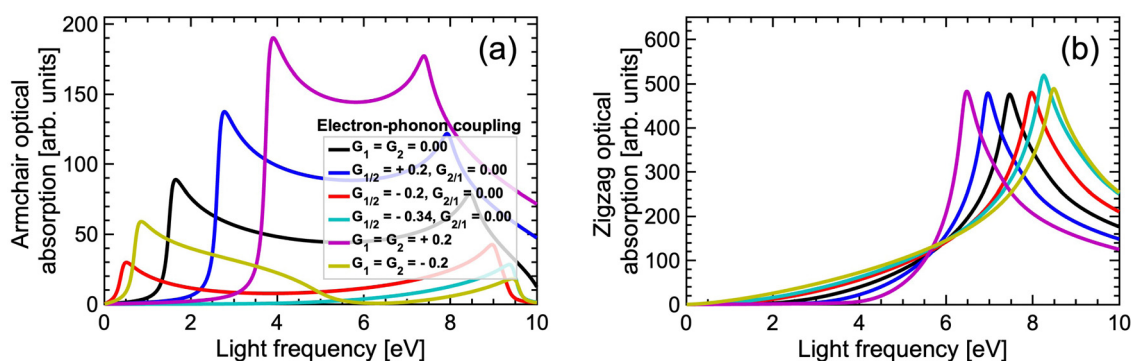 200
150
100
50
0
Armchair optical
absorption [arb. units]
(a)
Electron-phonon coupling
G₁ = G₂ = 0.00
G₁/₂ = + 0.2, G₂/₁ = 0.00
G₁/₂ = - 0.2, G₂/₁ = 0.00
G₁/₂ = - 0.34, G₂/₁ = 0.00
G₁ = G₂ = + 0.2
G₁ = G₂ = - 0.2
0 2 4 6 8 10
Light frequency [eV]
600
500
400
300
200
100
0
Zigzag optical
absorption [arb. units]
(b)
0 2 4 6 8 10
Light frequency [eV]